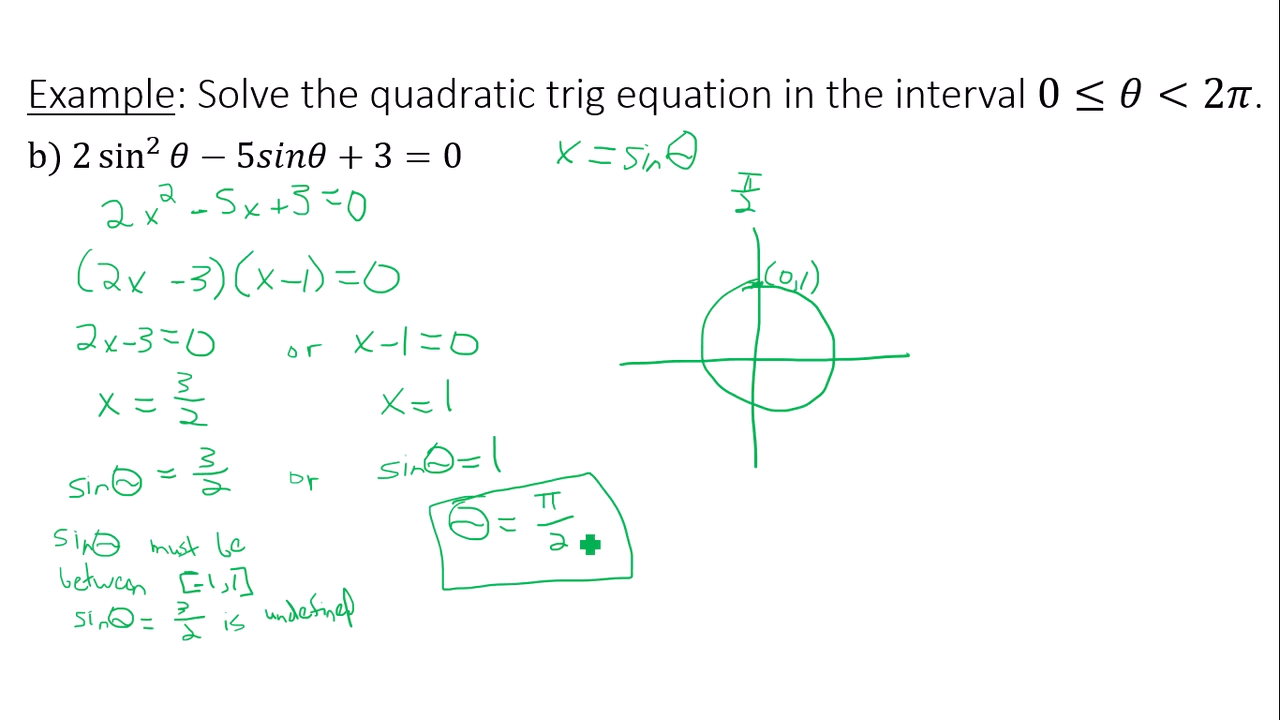 Example: Solve the quadratic trig equation in the interval 0 ≤ θ < 2π.
b) 2 sin² θ − 5sinθ + 3 = 0
x = sinθ
2x² - 5x + 3 = 0
(2x - 3)(x - 1) = 0
2x - 3 = 0 or x - 1 = 0
x = 3/2 x = 1
sinθ = 3/2 or sinθ = 1
θ = π/2
sinθ must be
between [-1, 1]
sinθ = 3/2 is undefined
π/2
(0, 1)